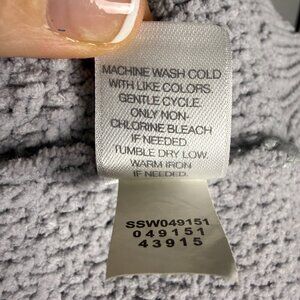 MACHINE WASH COLD
WITH LIKE COLORS.
GENTLE CYCLE.
ONLY NON-
CHLORINE BLEACH
IF NEEDED
TUMBLE DRY LOW.
WARM IRON
IF NEEDED.
SSW049151
049151
43915